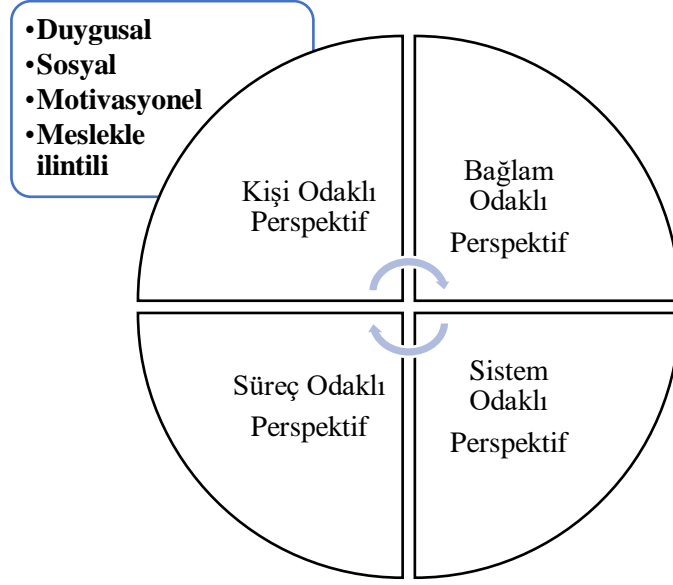 •Duygusal
•Sosyal
•Motivasyonel
•Meslekle
ilintili
Kişi Odaklı
Perspektif
Bağlam
Odaklı
Perspektif
Süreç Odaklı
Perspektif
Sistem
Odaklı
Perspektif